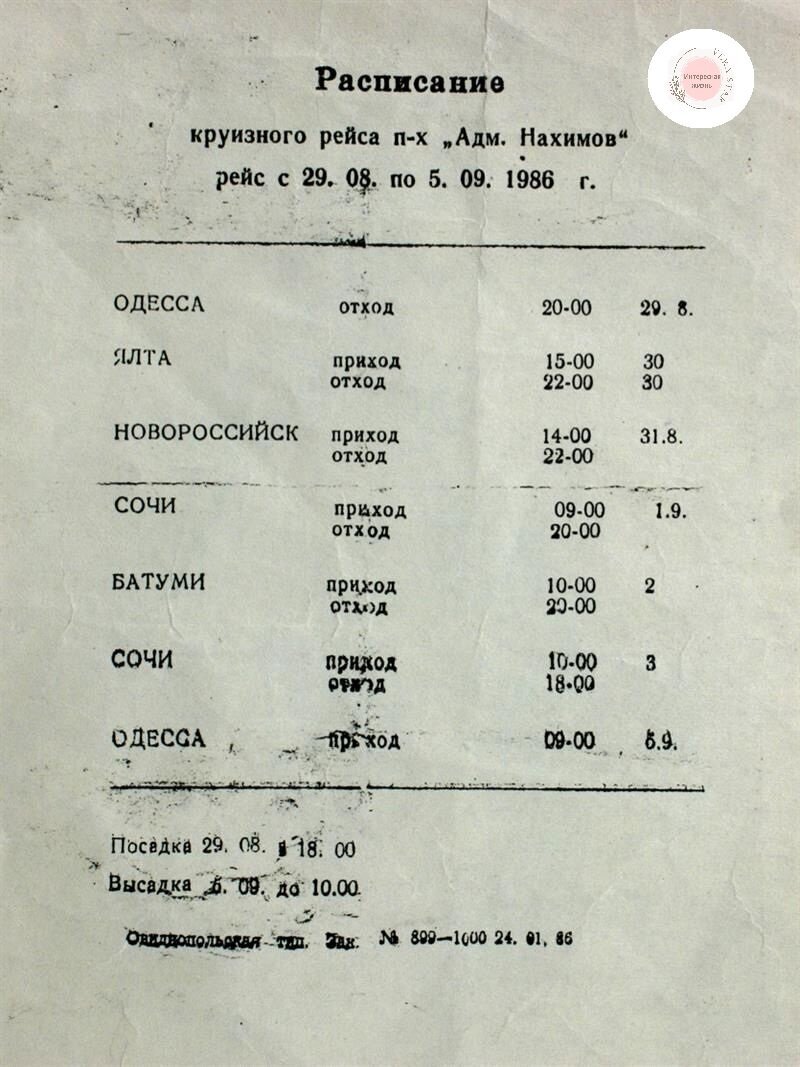 Расписание
круизного рейса п-х „Адм. Нахимов“
рейс с 29. 08. по 5. 09. 1986 г.
ОДЕССА отход 20-00 29. 8.
ЯЛТА приход 15-00 30
отход 22-00 30
НОВОРОССИЙСК приход 14-00 31.8.
отход 22-00
СОЧИ приход 09-00 1.9.
отход 20-00
БАТУМИ приход 10-00 2
отход 20-00
СОЧИ приход 10-00 3
отход 18-00
ОДЕССА приход 09-00 5.9.
Посадка 29. 08. в 18. 00
Высадка 5. 09. до 10.00.
Овидиопольская тип. Зак. № 899—1000 24. 01, 86
Интересная
жизнь